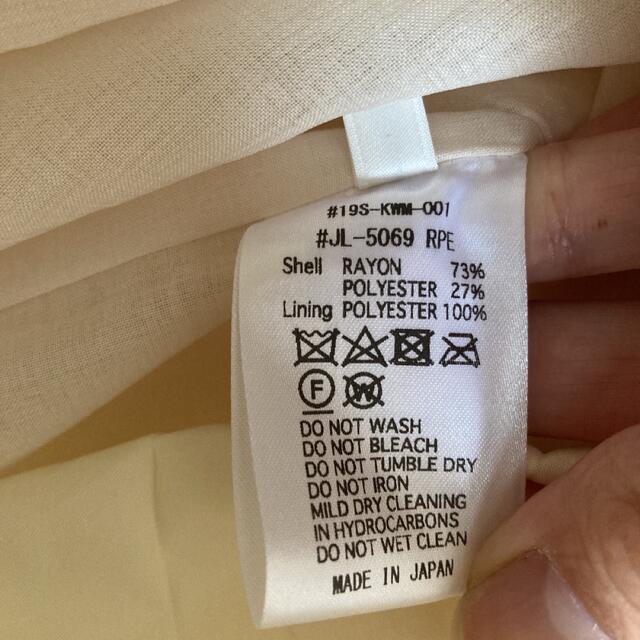 #19S-KWM-001
#JL-5069 RPE
Shell RAYON 73%
POLYESTER 27%
Lining POLYESTER 100%
F W
DO NOT WASH
DO NOT BLEACH
DO NOT TUMBLE DRY
DO NOT IRON
MILD DRY CLEANING
IN HYDROCARBONS
DO NOT WET CLEAN
MADE IN JAPAN